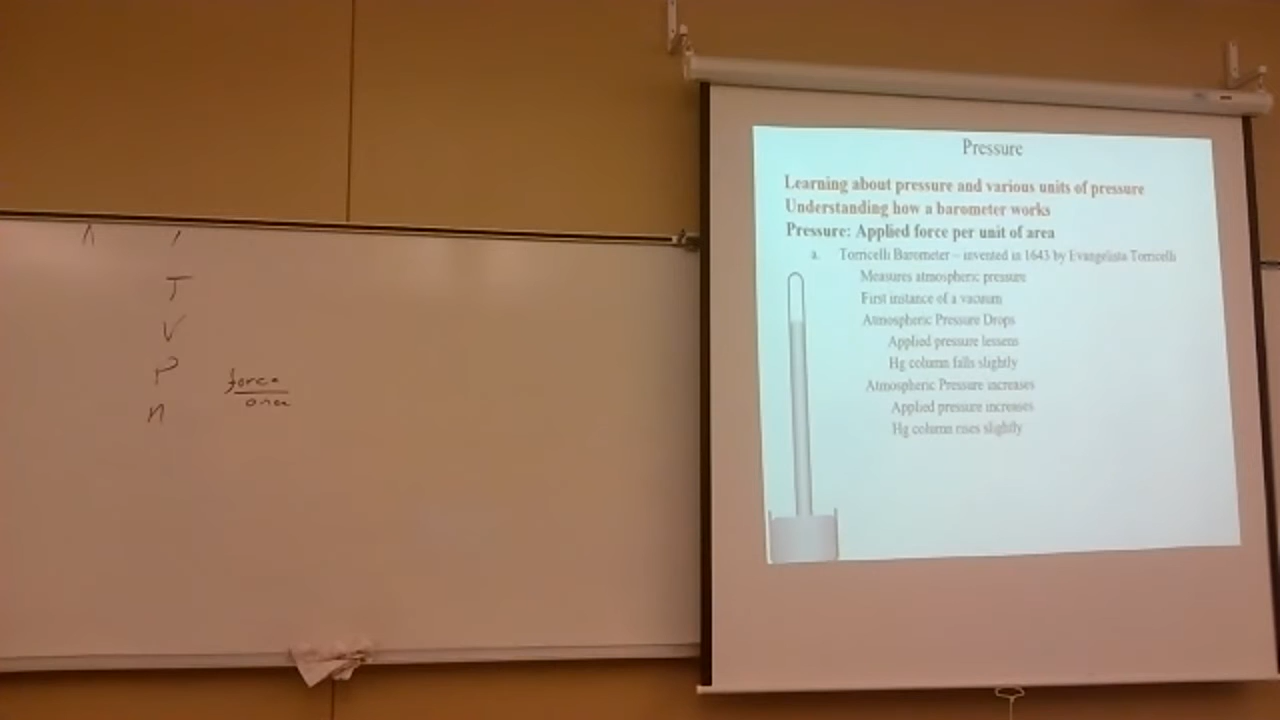 T
V
P
force
n
Pressure
Learning about pressure and various units of pressure
Understanding how a barometer works
Pressure: Applied force per unit of area
a. Torricelli Barometer – invented in 1643 by Evangelista Torricelli
Measures atmospheric pressure
First instance of a vacuum
Atmospheric Pressure Drops
Applied pressure lessens
Hg column falls slightly
Atmospheric Pressure increases
Applied pressure increases
Hg column rises slightly